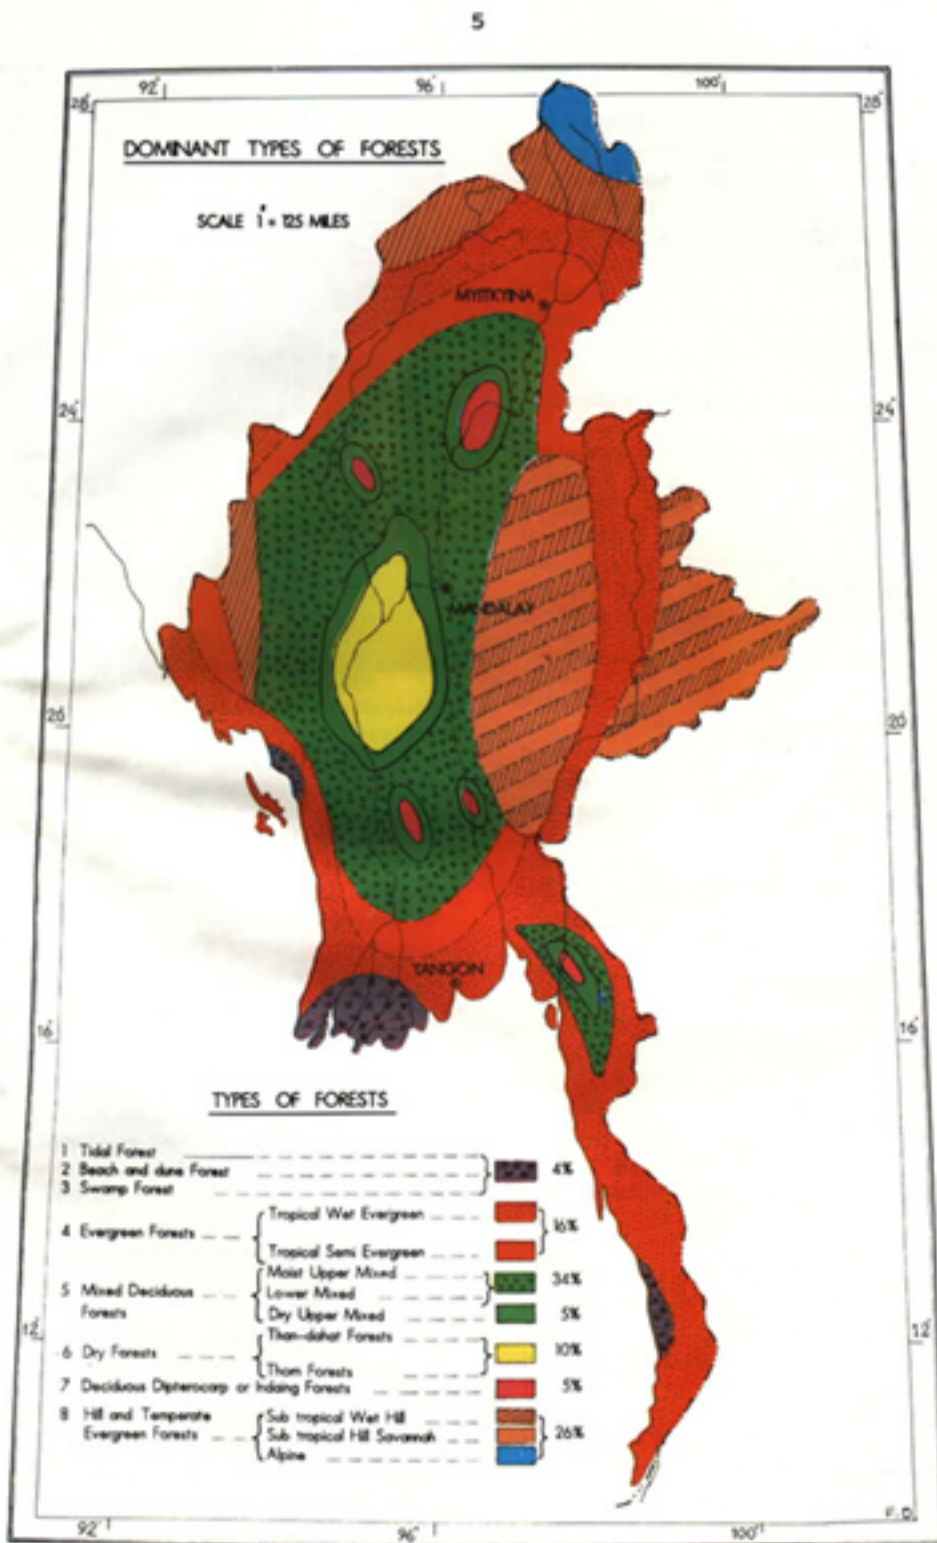 5
92° 96° 100°
28° 28°
DOMINANT TYPES OF FORESTS
SCALE 1" = 125 MILES
MYITKYINA
24° 24°
MANDALAY
20° 20°
YANGON
16° 16°
TYPES OF FORESTS
1 Tidal Forest
2 Beach and dune Forest 4%
3 Swamp Forest
Tropical Wet Evergreen
4 Evergreen Forests 16%
Tropical Semi Evergreen
Moist Upper Mixed
5 Mixed Deciduous Lower Mixed 34%
Forests Dry Upper Mixed 5%
12° 12°
Than-dahat Forests
6 Dry Forests 10%
Thorn Forests
7 Deciduous Dipterocarp or Indaing Forests 5%
8 Hill and Temperate Sub tropical Wet Hill
Evergreen Forests Sub tropical Hill Savannah 26%
Alpine
F.D.
92° 96° 100°